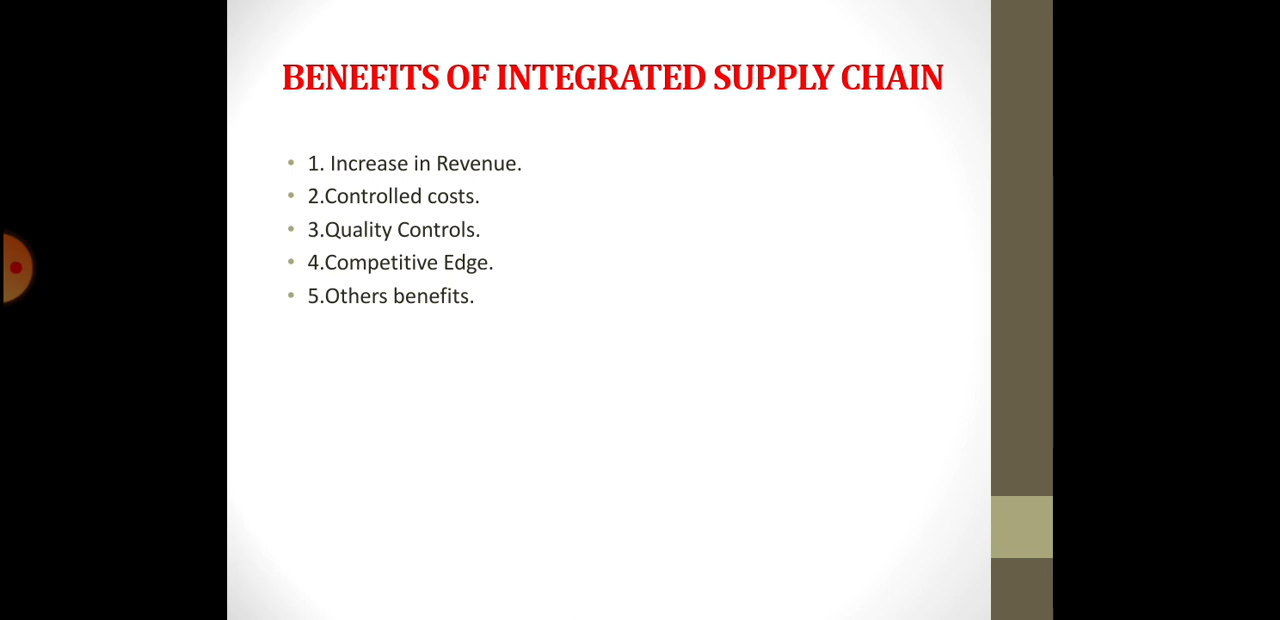 BENEFITS OF INTEGRATED SUPPLY CHAIN
• 1. Increase in Revenue.
• 2.Controlled costs.
• 3.Quality Controls.
• 4.Competitive Edge.
• 5.Others benefits.